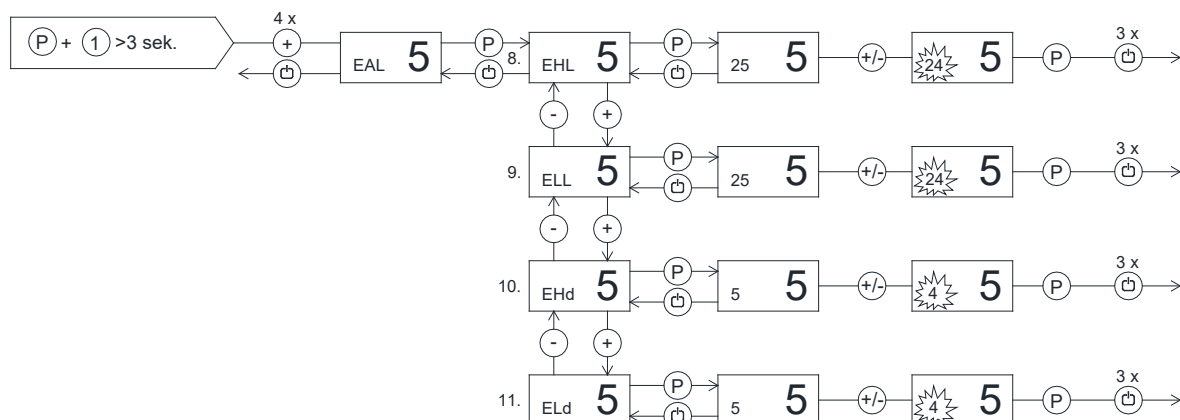 4 x
3 x
P + 1 >3 sek. + EAL 5 P 8. EHL 5 P 25 5 +/- 24 5 P
- +
3 x
9. ELL 5 P 25 5 +/- 24 5 P
- +
3 x
10. EHd 5 P 5 5 +/- 4 5 P
- +
3 x
11. ELd 5 P 5 5 +/- 4 5 P